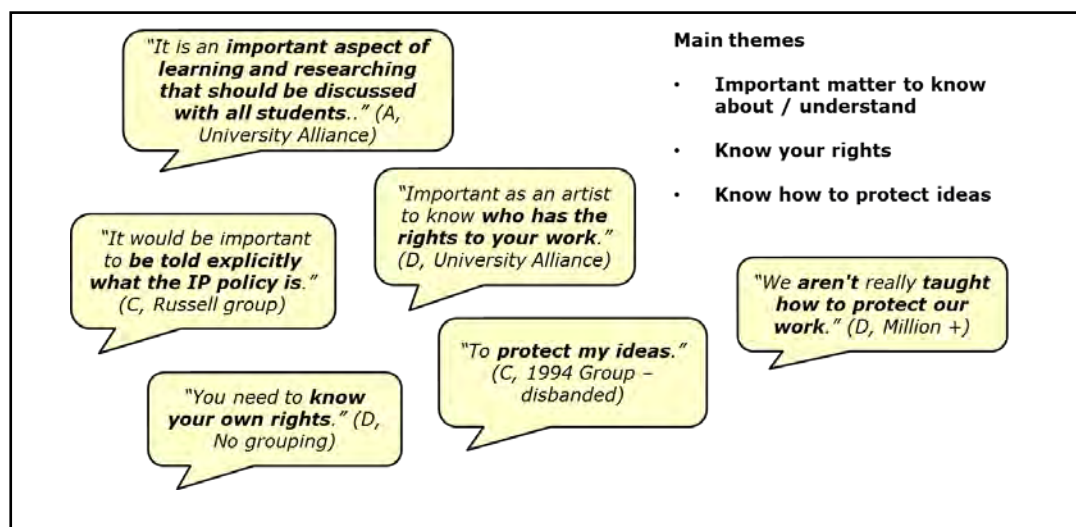 “It is an important aspect of
learning and researching
that should be discussed
with all students..” (A,
University Alliance)
Main themes
• Important matter to know
about / understand
• Know your rights
• Know how to protect ideas
“Important as an artist
to know who has the
rights to your work.”
(D, University Alliance)
“It would be important
to be told explicitly
what the IP policy is.”
(C, Russell group)
“We aren't really taught
how to protect our
work.” (D, Million +)
“To protect my ideas.”
(C, 1994 Group –
disbanded)
“You need to know
your own rights.” (D,
No grouping)